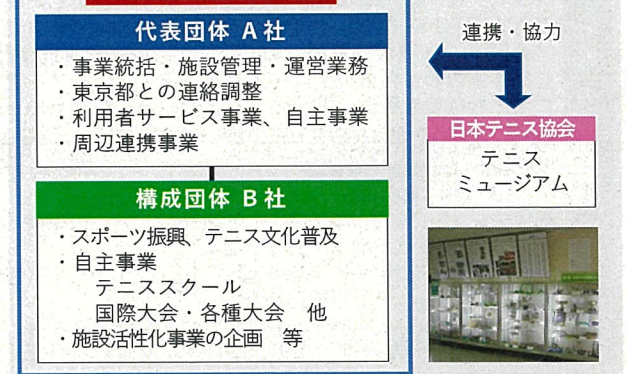 代表団体 A社
・事業統括・施設管理・運営業務
・東京都との連絡調整
・利用者サービス事業、自主事業
・周辺連携事業
構成団体 B社
・スポーツ振興、テニス文化普及
・自主事業
テニススクール
国際大会・各種大会 他
・施設活性化事業の企画 等
連携・協力
日本テニス協会
テニス
ミュージアム